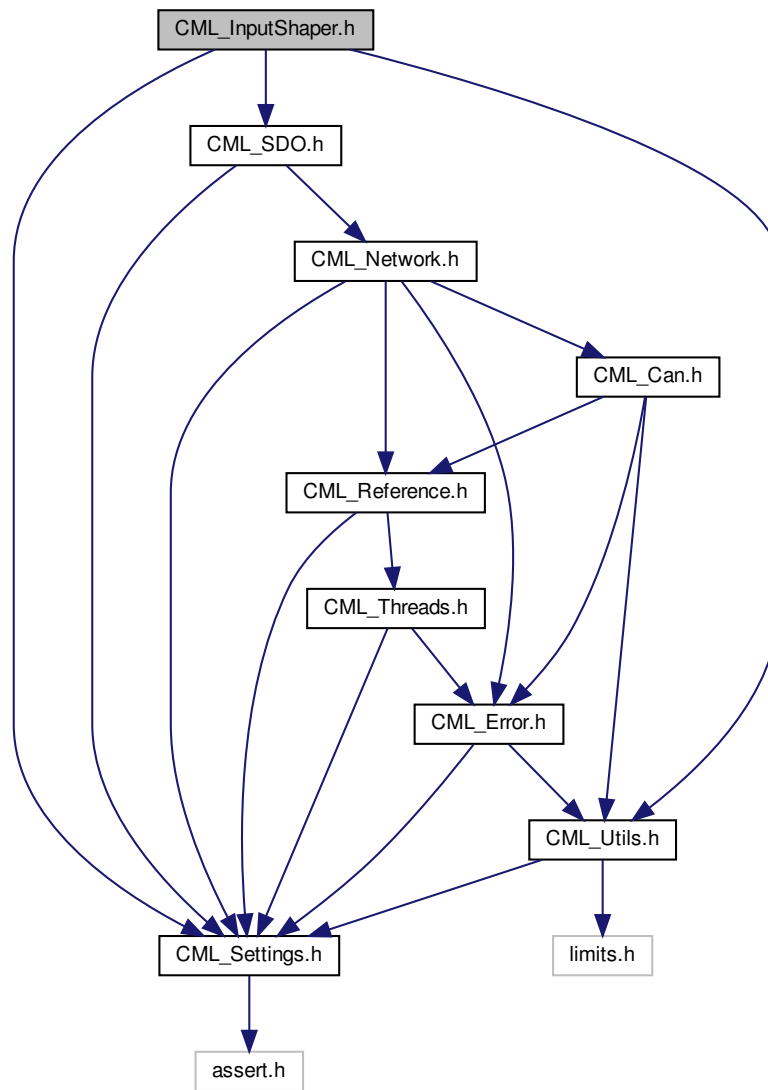 CML_InputShaper.h
CML_SDO.h
CML_Network.h
CML_Can.h
CML_Reference.h
CML_Threads.h
CML_Error.h
CML_Utils.h
CML_Settings.h
limits.h
assert.h